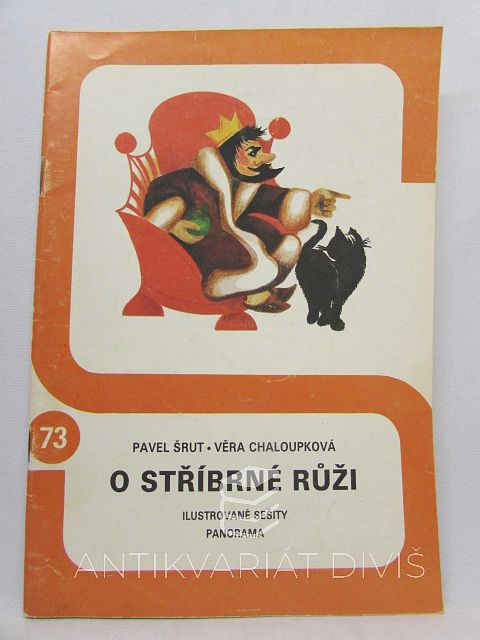 73
PAVEL ŠRUT • VĚRA CHALOUPKOVÁ
O STŘÍBRNÉ RŮŽI
ILUSTROVANÉ SEŠITY
PANORAMA
ANTIKVARIÁT DIVIŠ